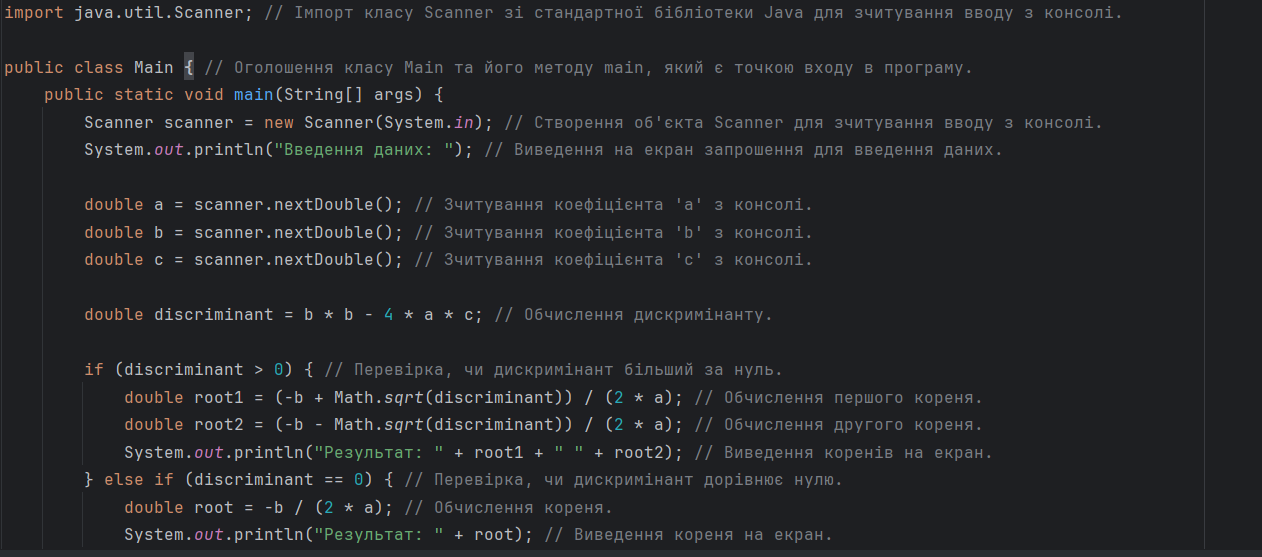 import java.util.Scanner; // Імпорт класу Scanner зі стандартної бібліотеки Java для зчитування вводу з консолі.
public class Main { // Оголошення класу Main та його методу main, який є точкою входу в програму.
public static void main(String[] args) {
Scanner scanner = new Scanner(System.in); // Створення об'єкта Scanner для зчитування вводу з консолі.
System.out.println("Введення даних: "); // Виведення на екран запрошення для введення даних.
double a = scanner.nextDouble(); // Зчитування коефіцієнта 'a' з консолі.
double b = scanner.nextDouble(); // Зчитування коефіцієнта 'b' з консолі.
double c = scanner.nextDouble(); // Зчитування коефіцієнта 'c' з консолі.
double discriminant = b * b - 4 * a * c; // Обчислення дискримінанту.
if (discriminant > 0) { // Перевірка, чи дискримінант більший за нуль.
double root1 = (-b + Math.sqrt(discriminant)) / (2 * a); // Обчислення першого кореня.
double root2 = (-b - Math.sqrt(discriminant)) / (2 * a); // Обчислення другого кореня.
System.out.println("Результат: " + root1 + " " + root2); // Виведення коренів на екран.
} else if (discriminant == 0) { // Перевірка, чи дискримінант дорівнює нулю.
double root = -b / (2 * a); // Обчислення кореня.
System.out.println("Результат: " + root); // Виведення кореня на екран.